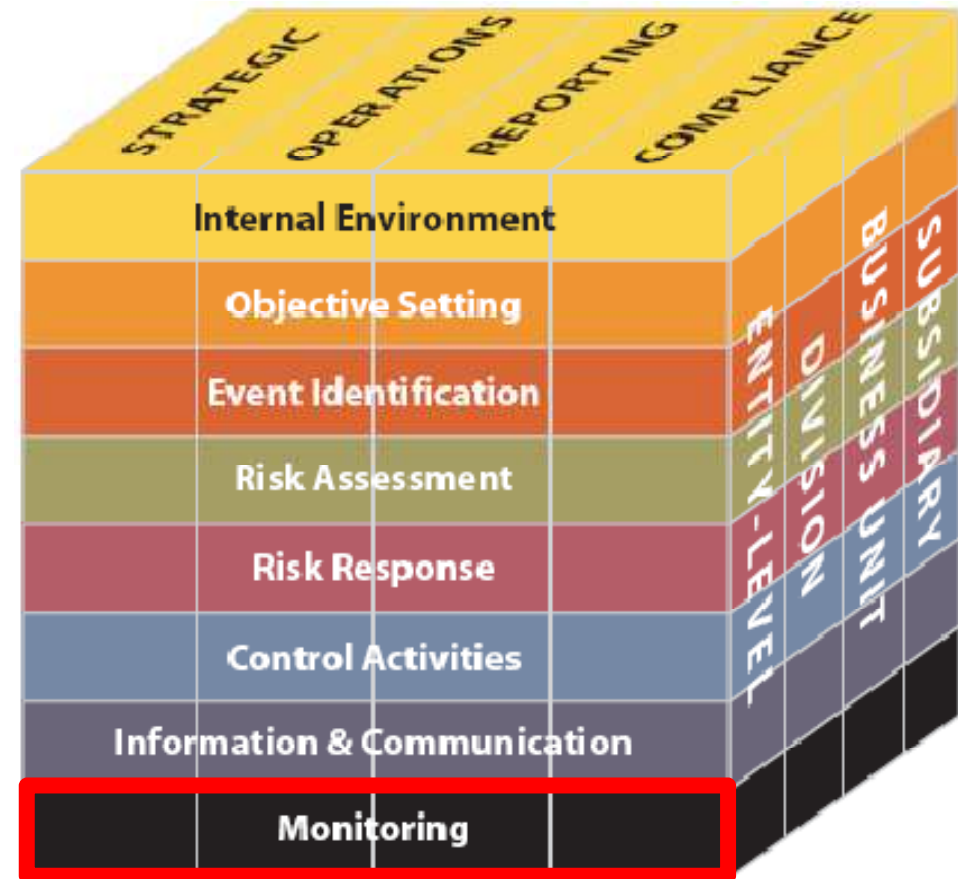 STRATEGIC
OPERATIONS
REPORTING
COMPLIANCE
Internal Environment
Objective Setting
Event Identification
Risk Assessment
Risk Response
Control Activities
Information & Communication
Monitoring
ENTITY-LEVEL
DIVISION
BUSINESS UNIT
SUBSIDIARY